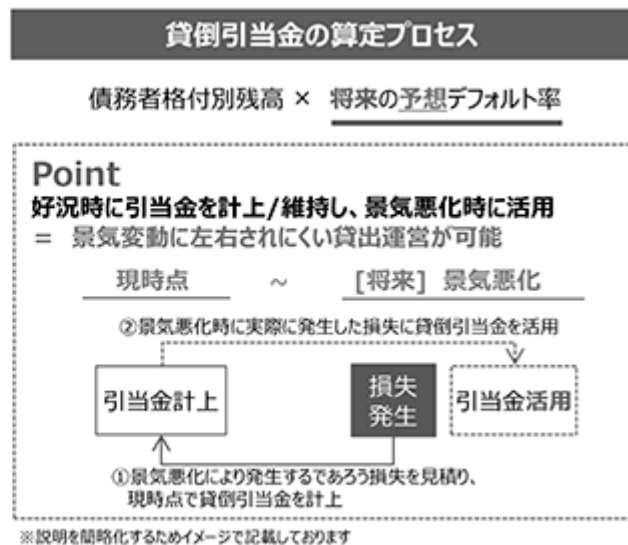 貸倒引当金の算定プロセス
債務者格付別残高 × 将来の予想デフォルト率
Point
好況時に引当金を計上/維持し、景気悪化時に活用
＝ 景気変動に左右されにくい貸出運営が可能
現時点 ～ [将来] 景気悪化
②景気悪化時に実際に発生した損失に貸倒引当金を活用
引当金計上 損失発生 引当金活用
①景気悪化により発生するであろう損失を見積り、
現時点で貸倒引当金を計上
※説明を簡略化するためイメージで記載しております